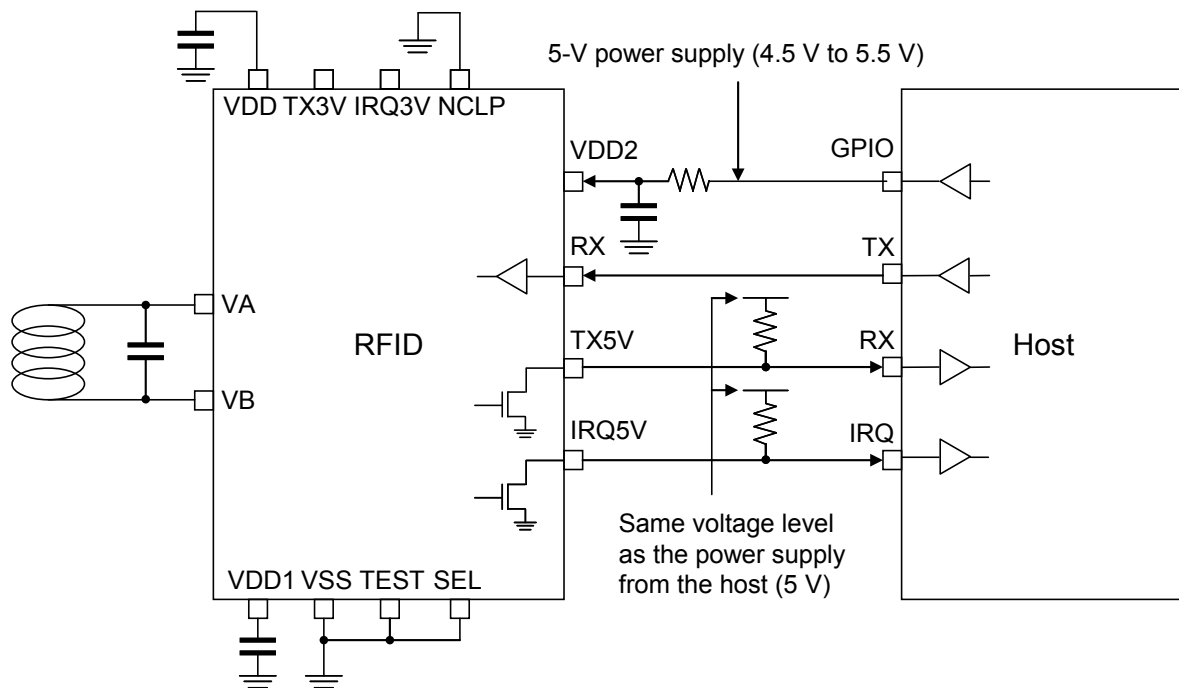 5-V power supply (4.5 V to 5.5 V)
VDD TX3V IRQ3V NCLP
VDD2
GPIO
RX
TX
VA
RFID
TX5V
RX
Host
VB
IRQ5V
IRQ
Same voltage level
as the power supply
from the host (5 V)
VDD1 VSS TEST SEL